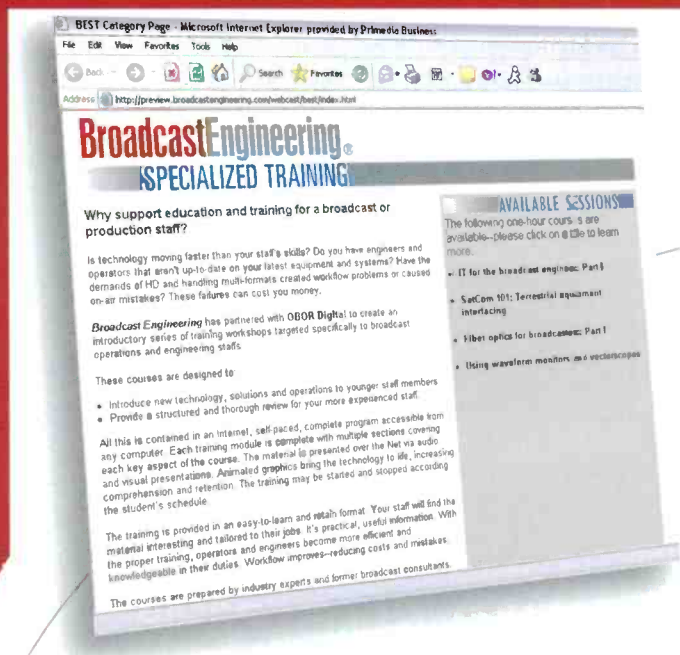 BEST Category Page - Microsoft Internet Explorer provided by Primedia Business
File Edit View Favorites Tools Help
Back Search Favorites
Address http://preview.broadcastengineering.com/webcast/best/index.html
BroadcastEngineering®
SPECIALIZED TRAINING
Why support education and training for a broadcast or
production staff?
Is technology moving faster than your staff's skills? Do you have engineers and
operators that aren't up-to-date on your latest equipment and systems? Have the
demands of HD and handling multi-formats created workflow problems or caused
on-air mistakes? These failures can cost you money.
Broadcast Engineering has partnered with OBOR Digital to create an
introductory series of training workshops targeted specifically to broadcast
operations and engineering staffs
These courses are designed to
• Introduce new technology, solutions and operations to younger staff members
• Provide a structured and thorough review for your more experienced staff.
All this is contained in an Internet, self-paced, complete program accessible from
any computer. Each training module is complete with multiple sections covering
each key aspect of the course. The material is presented over the Net via audio
and visual presentations. Animated graphics bring the technology to life, increasing
comprehension and retention. The training may be started and stopped according
the student's schedule.
The training is provided in an easy-to-learn and retain format. Your staff will find the
material interesting and tailored to their jobs. It's practical, useful information. With
the proper training, operators and engineers become more efficient and
knowledgeable in their duties. Workflow improves--reducing costs and mistakes.
The courses are prepared by industry experts and former broadcast consultants.
AVAILABLE SESSIONS
The following one-hour courses are
available--please click on a title to learn
more.
• IT for the broadcast engineer: Part
• SatCom 101: Terrestrial equipment
interfacing
• Fiber optics for broadcasters: Part 1
• Using waveform monitors and vectorscopes